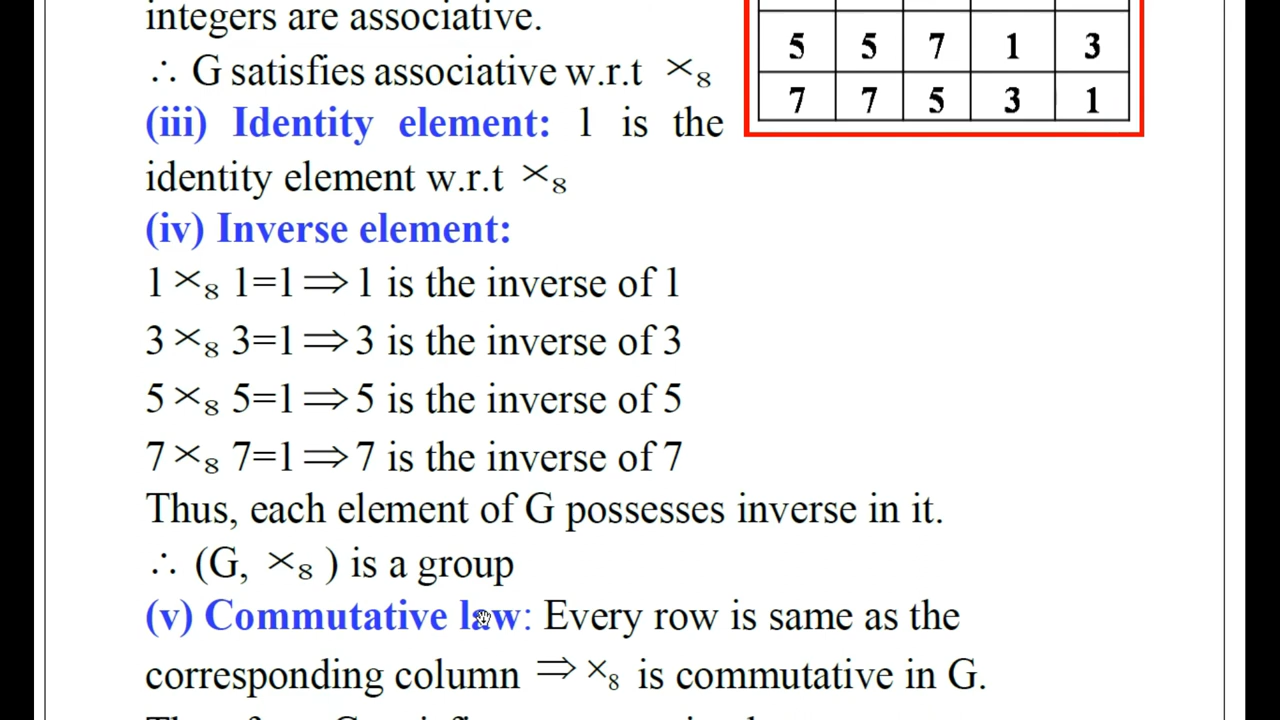 integers are associative.
∴ G satisfies associative w.r.t ×₈
(iii) Identity element: 1 is the
identity element w.r.t ×₈
5 5 7 1 3
7 7 5 3 1
(iv) Inverse element:
1 ×₈ 1=1 ⇒ 1 is the inverse of 1
3 ×₈ 3=1 ⇒ 3 is the inverse of 3
5 ×₈ 5=1 ⇒ 5 is the inverse of 5
7 ×₈ 7=1 ⇒ 7 is the inverse of 7
Thus, each element of G possesses inverse in it.
∴ (G, ×₈ ) is a group
(v) Commutative law: Every row is same as the
corresponding column ⇒ ×₈ is commutative in G.